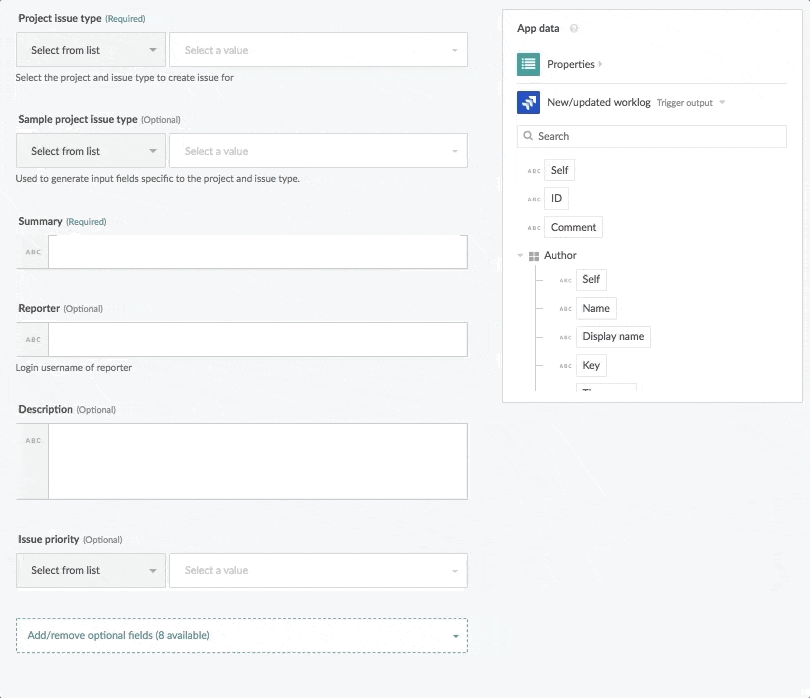 Project issue type (Required)
Select from list
Select a value
Select the project and issue type to create issue for
Sample project issue type (Optional)
Select from list
Select a value
Used to generate input fields specific to the project and issue type.
Summary (Required)
ABC
Reporter (Optional)
ABC
Login username of reporter
Description (Optional)
ABC
Issue priority (Optional)
Select from list
Select a value
Add/remove optional fields (8 available)
App data
Properties
New/updated worklog Trigger output
Search
ABC Self
ABC ID
ABC Comment
Author
ABC Self
ABC Name
ABC Display name
ABC Key